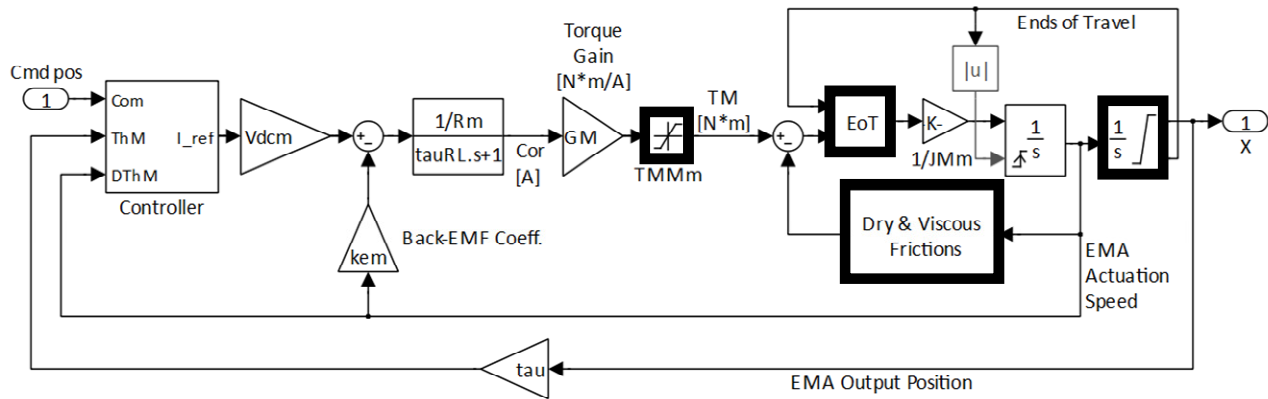 Cmd pos
1
Com
ThM
DThM
I_ref
Controller
Vdcm
+
−
kem
Back-EMF Coeff.
1/Rm
tauRL.s+1
Cor
[A]
Torque
Gain
[N*m/A]
GM
TMMm
TM
[N*m]
+
−
EoT
K-
1/JMm
|u|
Ends of Travel
1
s
1
s
1
X
Dry & Viscous
Frictions
EMA
Actuation
Speed
tau
EMA Output Position